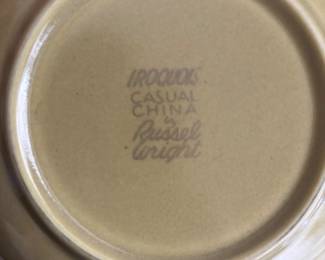 IROQUOIS
CASUAL
CHINA
by
Russel
Wright